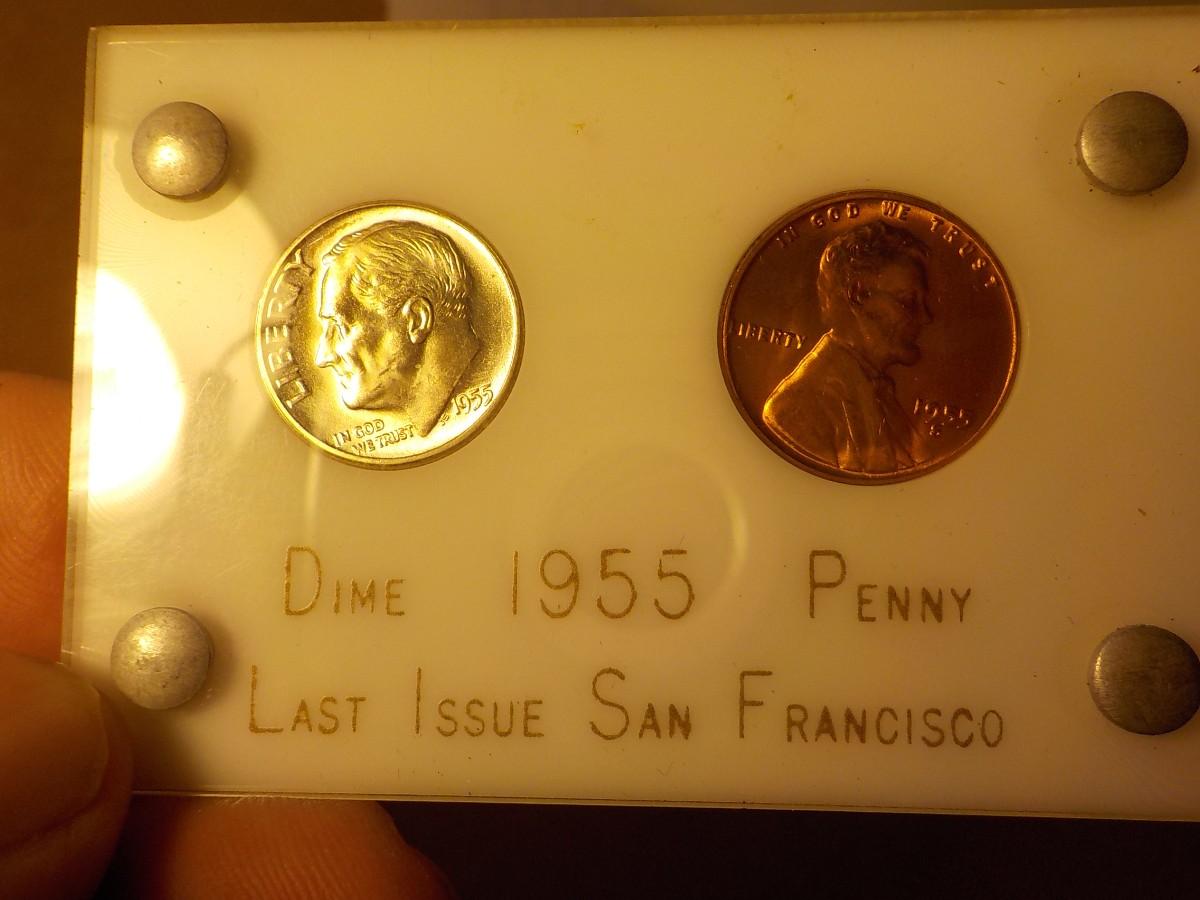 LIBERTY
IN GOD
WE TRUST
1955
IN GOD WE TRUST
LIBERTY
1955
S
DIME 1955 PENNY
LAST ISSUE SAN FRANCISCO